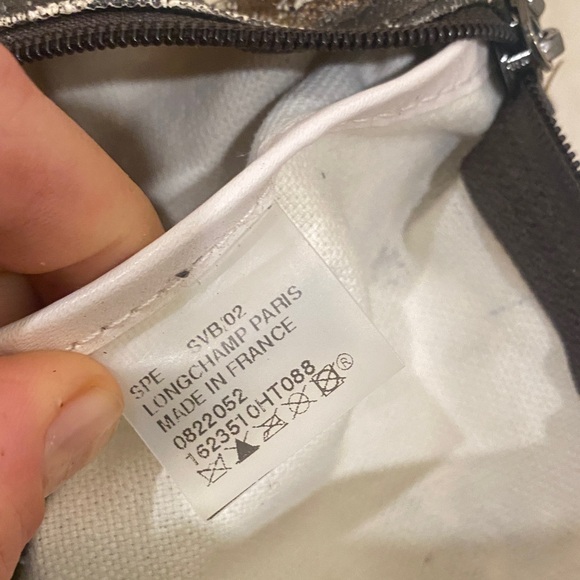 SPE SVB/02
LONGCHAMP PARIS
MADE IN FRANCE
0822052
1623510HT088
®